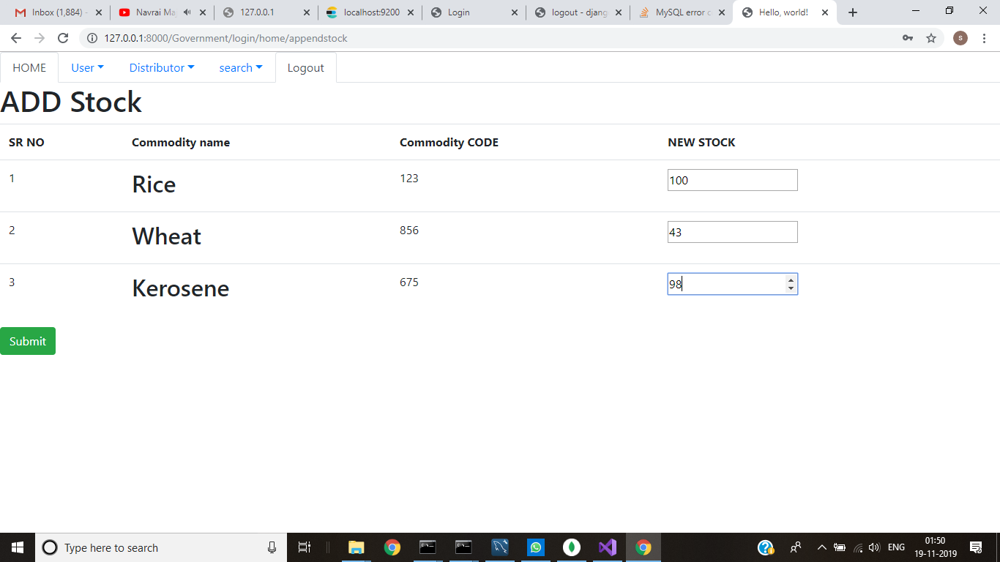 Inbox (1,884) -
Navrai Ma
127.0.0.1
localhost:9200
Login
logout - djang
MySQL error c
Hello, world!
127.0.0.1:8000/Government/login/home/appendstock
S
HOME User Distributor search Logout
ADD Stock
SR NO Commodity name Commodity CODE NEW STOCK
1 Rice 123 100
2 Wheat 856 43
3 Kerosene 675 98
Submit
Type here to search
ENG
01:50
19-11-2019